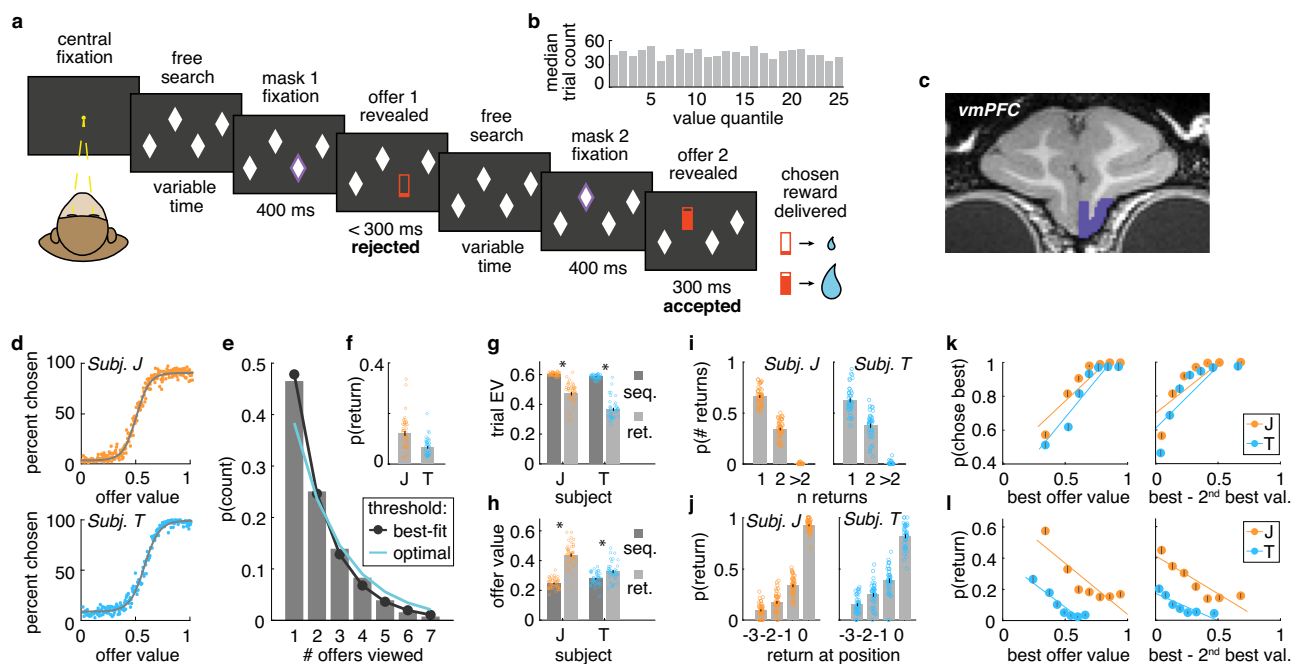 a
central
fixation
free
search
mask 1
fixation
offer 1
revealed
free
search
mask 2
fixation
offer 2
revealed
chosen
reward
delivered
variable
time
400 ms
< 300 ms
rejected
variable
time
400 ms
300 ms
accepted
b
median
trial count
60
30
0
5 10 15 20 25
value quantile
c
vmPFC
d
Subj. J
percent chosen
100
50
0
0 0.5 1
offer value
Subj. T
percent chosen
100
50
0
0 0.5 1
offer value
e
p(count)
0.5
0.4
0.3
0.2
0.1
0
1 2 3 4 5 6 7
# offers viewed
threshold:
best-fit
optimal
f
p(return)
0.4
0.2
0
J T
g
trial EV
0.6
0.4
0.2
0
* *
seq.
ret.
J T
subject
h
offer value
0.6
0.4
0.2
0
* *
seq.
ret.
J T
subject
i
Subj. J Subj. T
p(# returns)
1
0.5
0
1 2 >2 1 2 >2
n returns
j
Subj. J Subj. T
p(return)
1
0.5
0
-3-2-1 0 -3-2-1 0
return at position
k
p(chose best)
1
0.8
0.6
0.4
0 0.5 1
best offer value
0 0.5 1
best - 2nd best val.
J
T
l
p(return)
0.6
0.4
0.2
0
0 0.5 1
best offer value
0 0.5 1
best - 2nd best val.
J
T